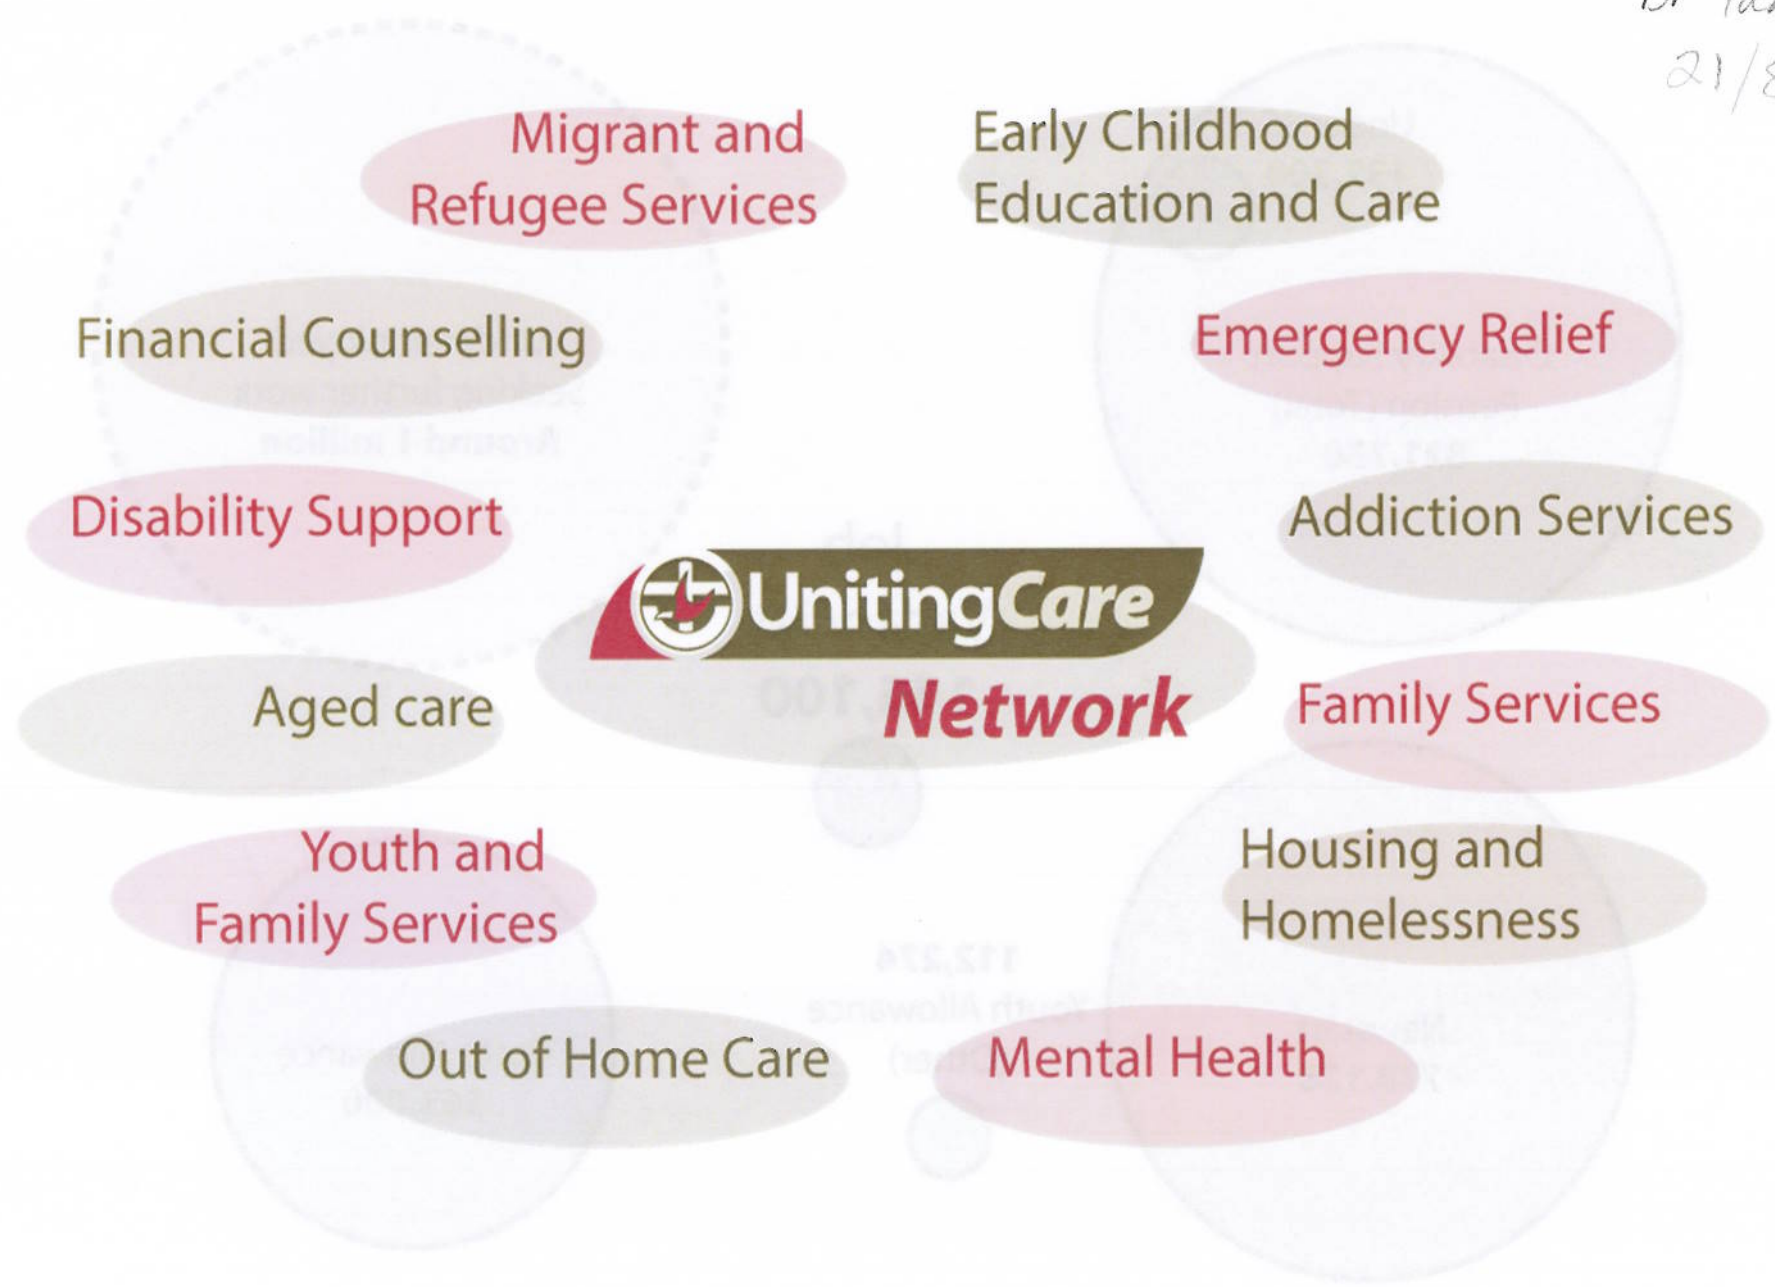 21/
Migrant and
Refugee Services
Early Childhood
Education and Care
Financial Counselling
Emergency Relief
Disability Support
Addiction Services
UnitingCare
Network
Aged care
Family Services
Youth and
Family Services
Housing and
Homelessness
Out of Home Care
Mental Health